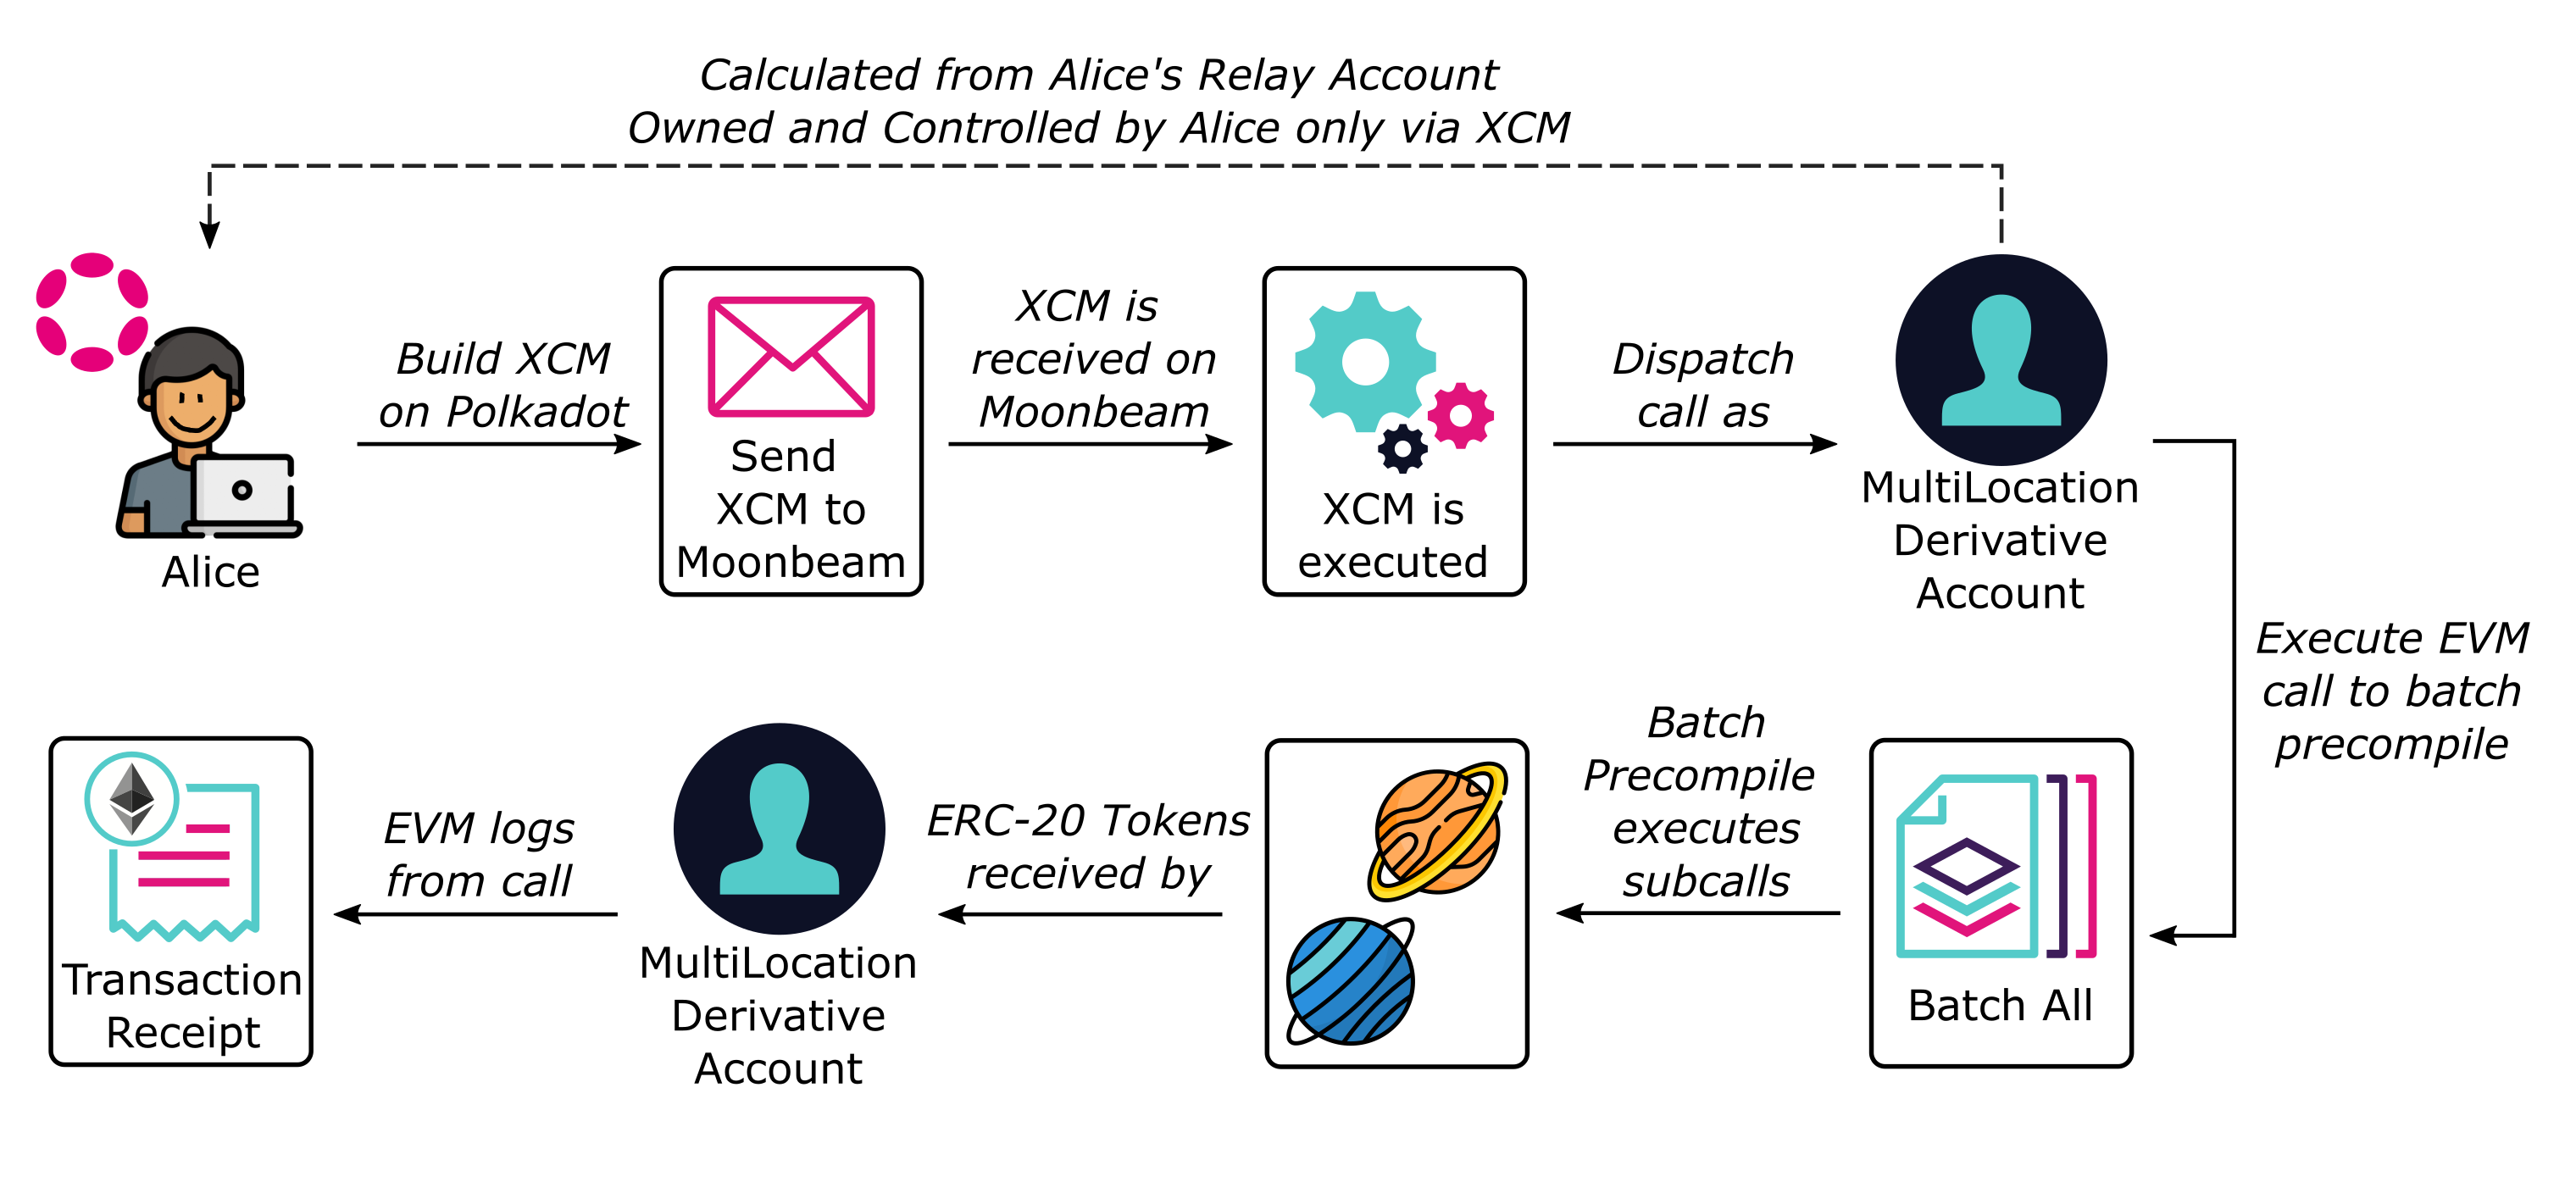 Calculated from Alice's Relay Account
Owned and Controlled by Alice only via XCM
Build XCM
on Polkadot
Alice
Send
XCM to
Moonbeam
XCM is
received on
Moonbeam
XCM is
executed
Dispatch
call as
MultiLocation
Derivative
Account
Execute EVM
call to batch
precompile
Batch All
Batch
Precompile
executes
subcalls
ERC-20 Tokens
received by
MultiLocation
Derivative
Account
EVM logs
from call
Transaction
Receipt